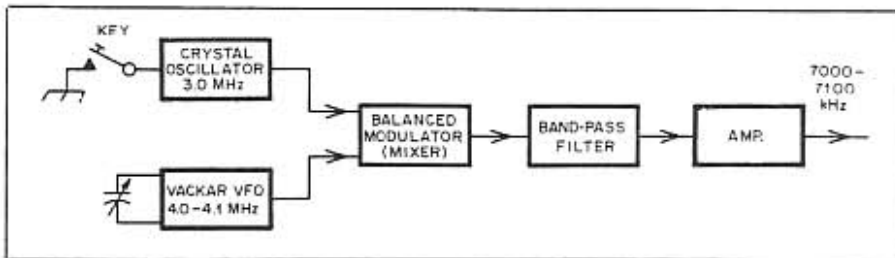 KEY
CRYSTAL
OSCILLATOR
3.0 MHz
VACKAR VFO
4.0-4.1 MHz
BALANCED
MODULATOR
(MIXER)
BAND-PASS
FILTER
AMP.
7000-
7100
kHz